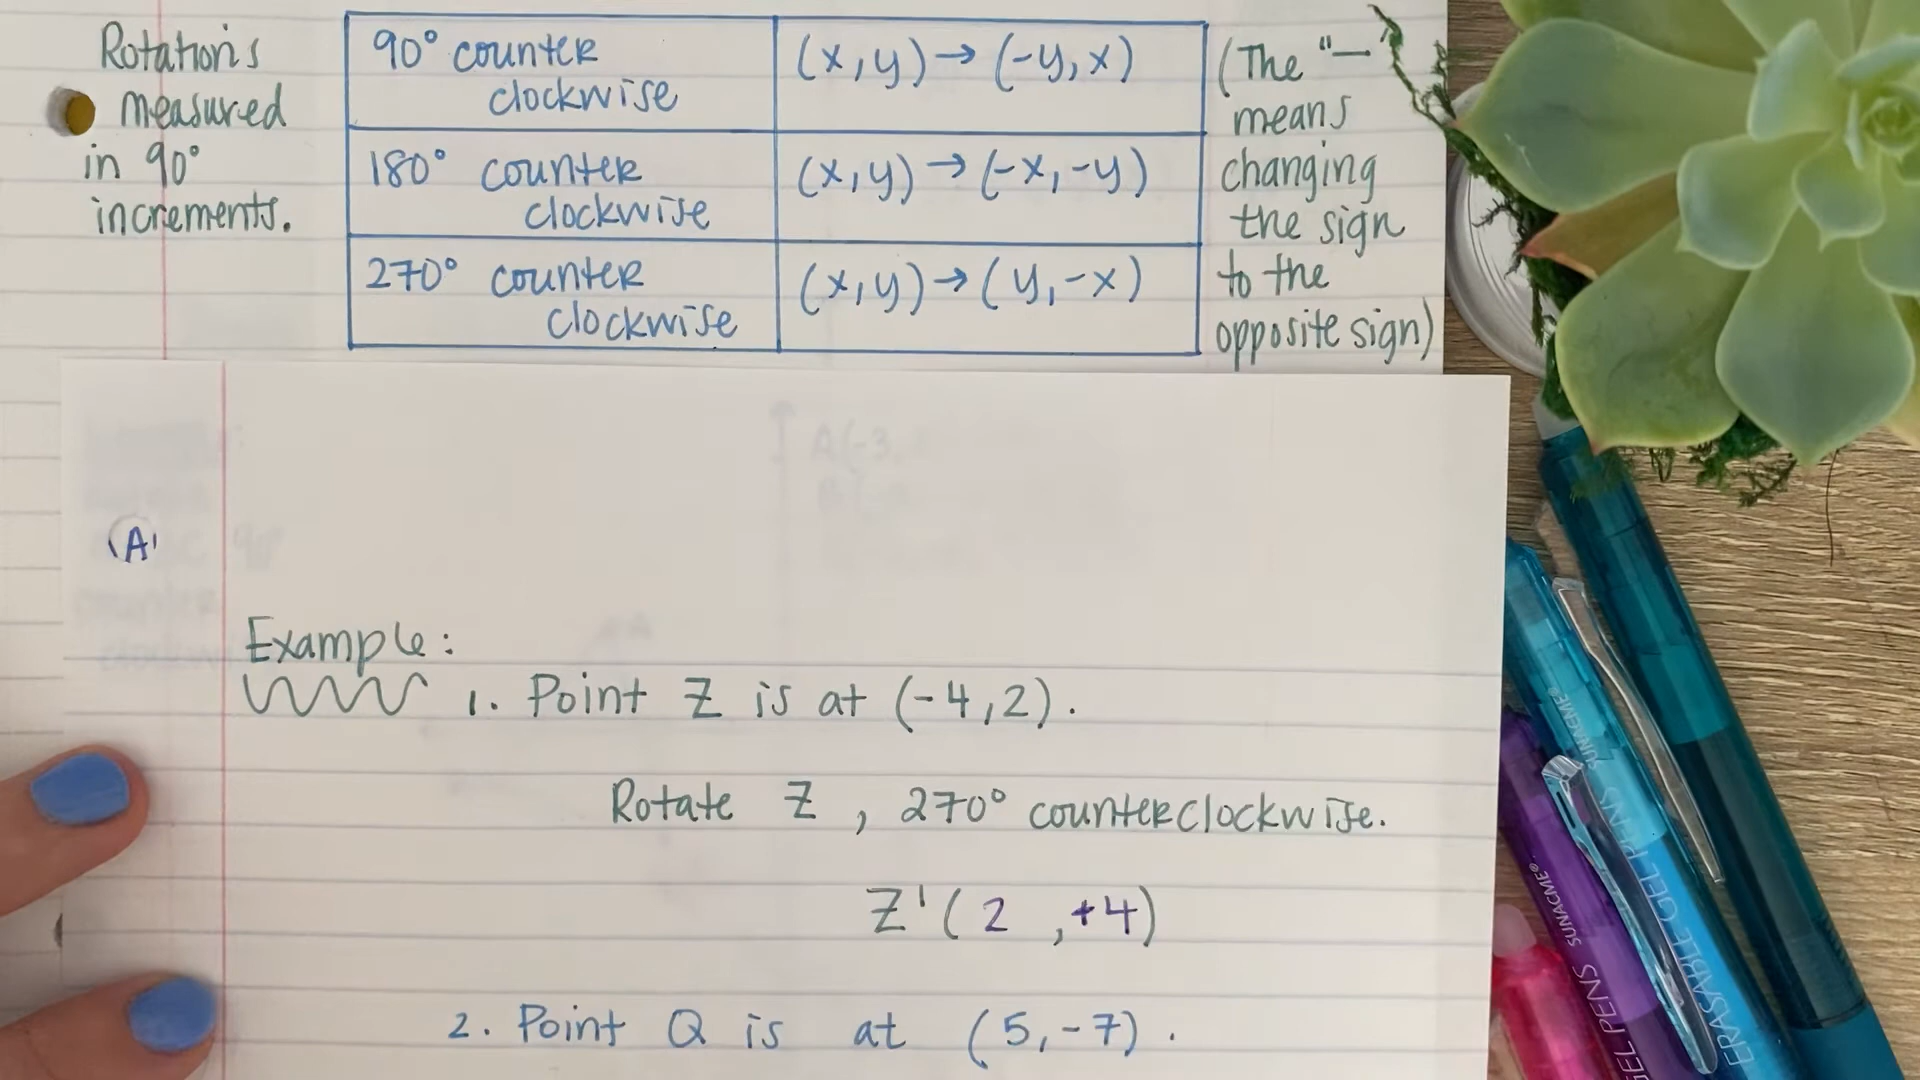 Rotations
measured
in 90°
increments.
90° counter
clockwise
(x,y)→(-y,x)
180° counter
clockwise
(x,y)→(-x,-y)
270° counter
clockwise
(x,y)→(y,-x)
(The "—"
means
changing
the sign
to the
opposite sign)
A'
Example:
1. Point Z is at (-4,2).
Rotate Z, 270° counterclockwise.
Z'(2 ,+4)
2. Point Q is at (5,-7).
SUNACME®
ERASABLE GEL PENS
SUNACME®
GEL PENS